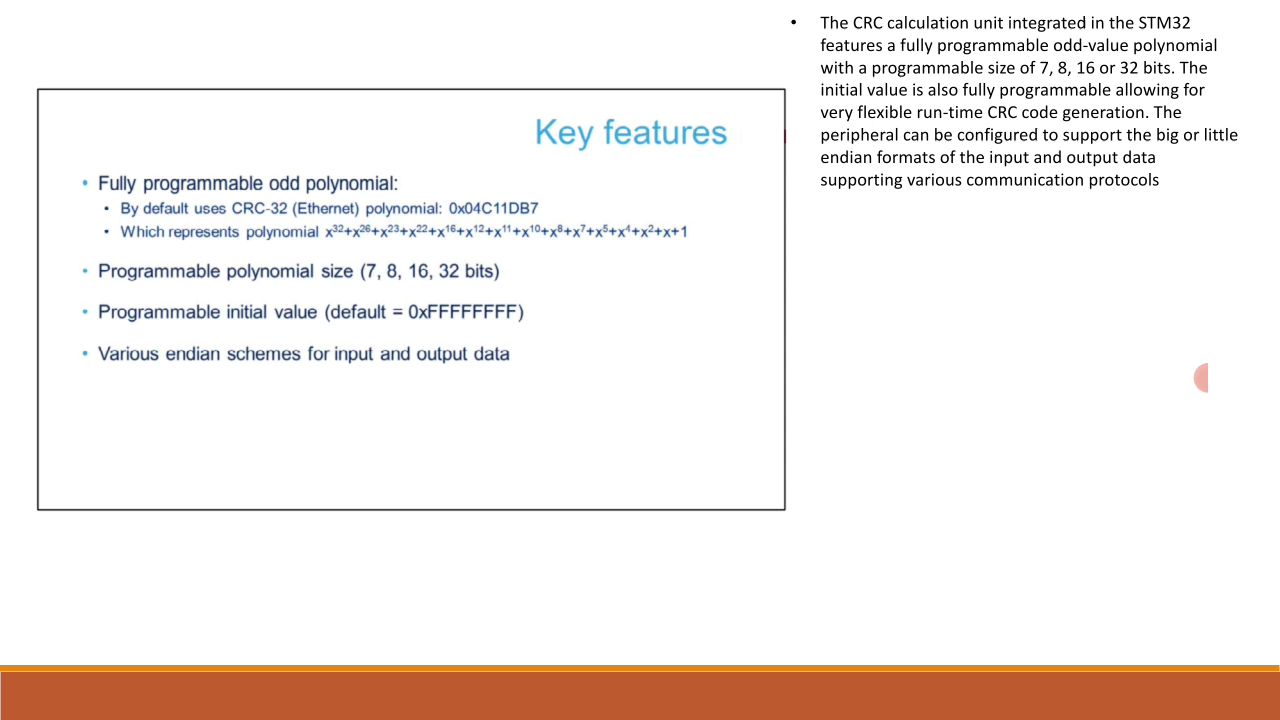 Key features
• Fully programmable odd polynomial:
• By default uses CRC-32 (Ethernet) polynomial: 0x04C11DB7
• Which represents polynomial x³²+x²⁶+x²³+x²²+x¹⁶+x¹²+x¹¹+x¹⁰+x⁸+x⁷+x⁵+x⁴+x²+x+1
• Programmable polynomial size (7, 8, 16, 32 bits)
• Programmable initial value (default = 0xFFFFFFFF)
• Various endian schemes for input and output data
• The CRC calculation unit integrated in the STM32
features a fully programmable odd-value polynomial
with a programmable size of 7, 8, 16 or 32 bits. The
initial value is also fully programmable allowing for
very flexible run-time CRC code generation. The
peripheral can be configured to support the big or little
endian formats of the input and output data
supporting various communication protocols